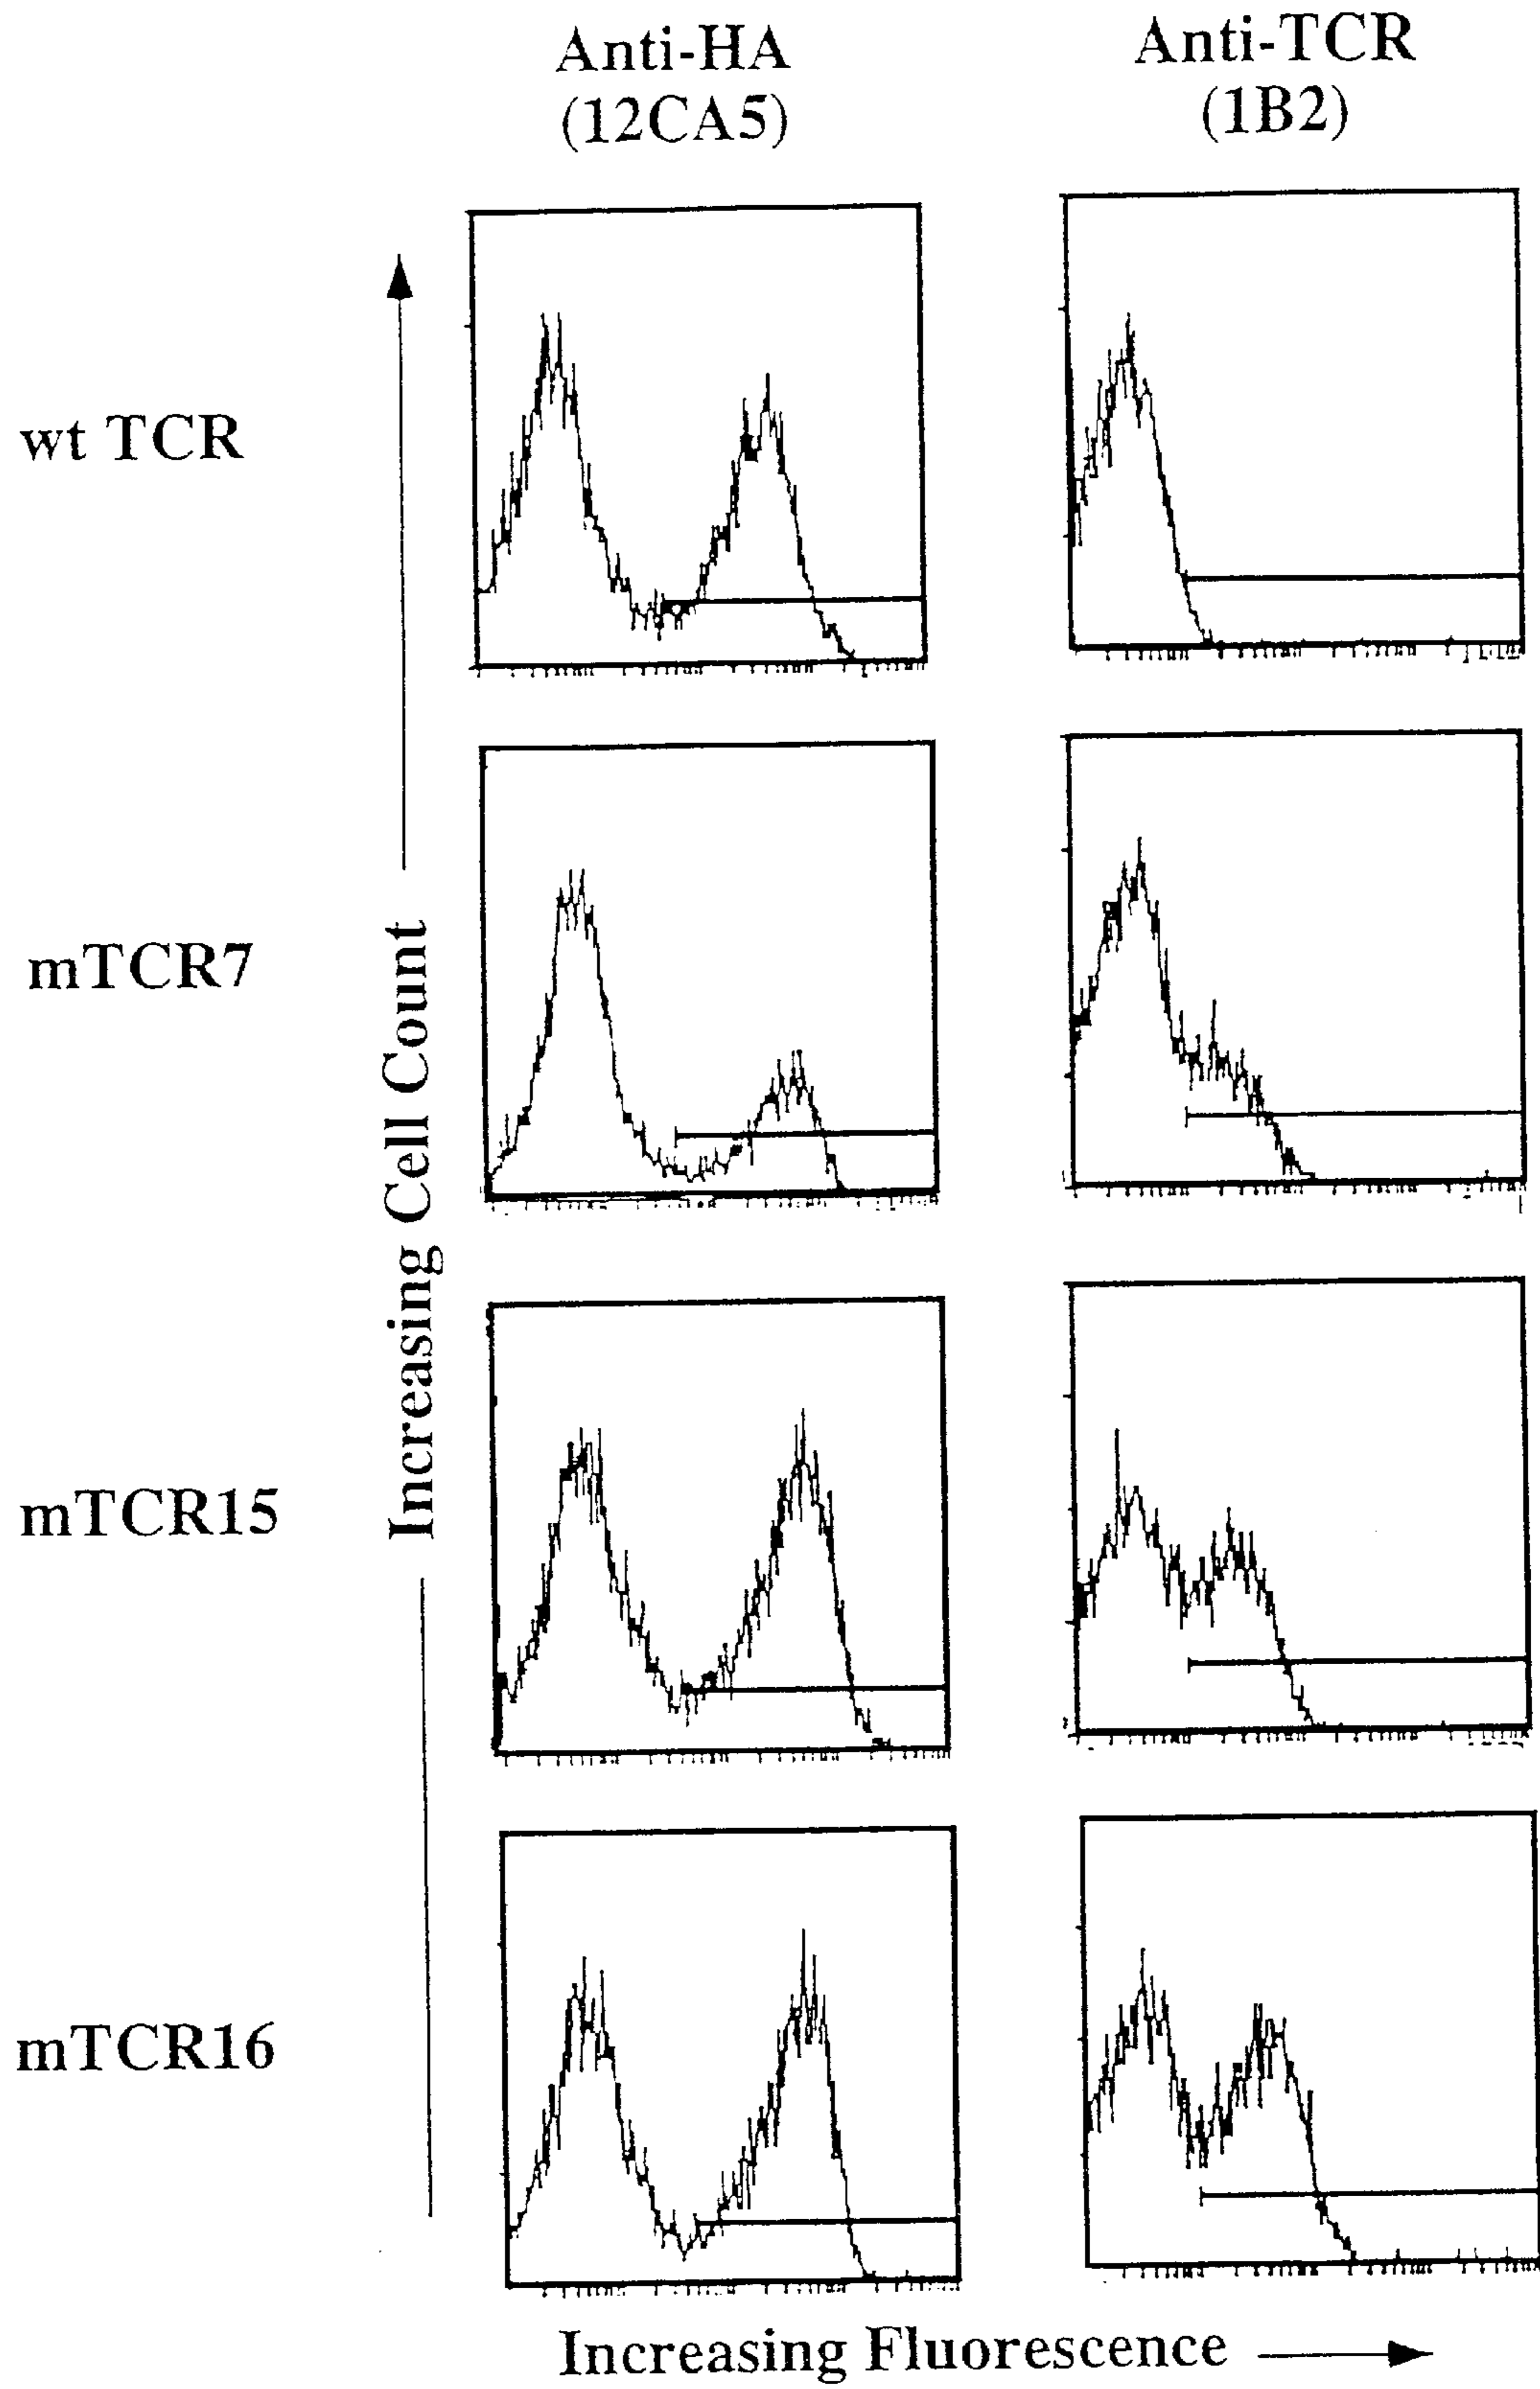 Anti-HA
(12CA5)
Anti-TCR
(1B2)
wt TCR
mTCR7
mTCR15
mTCR16
Increasing Cell Count
Increasing Fluorescence